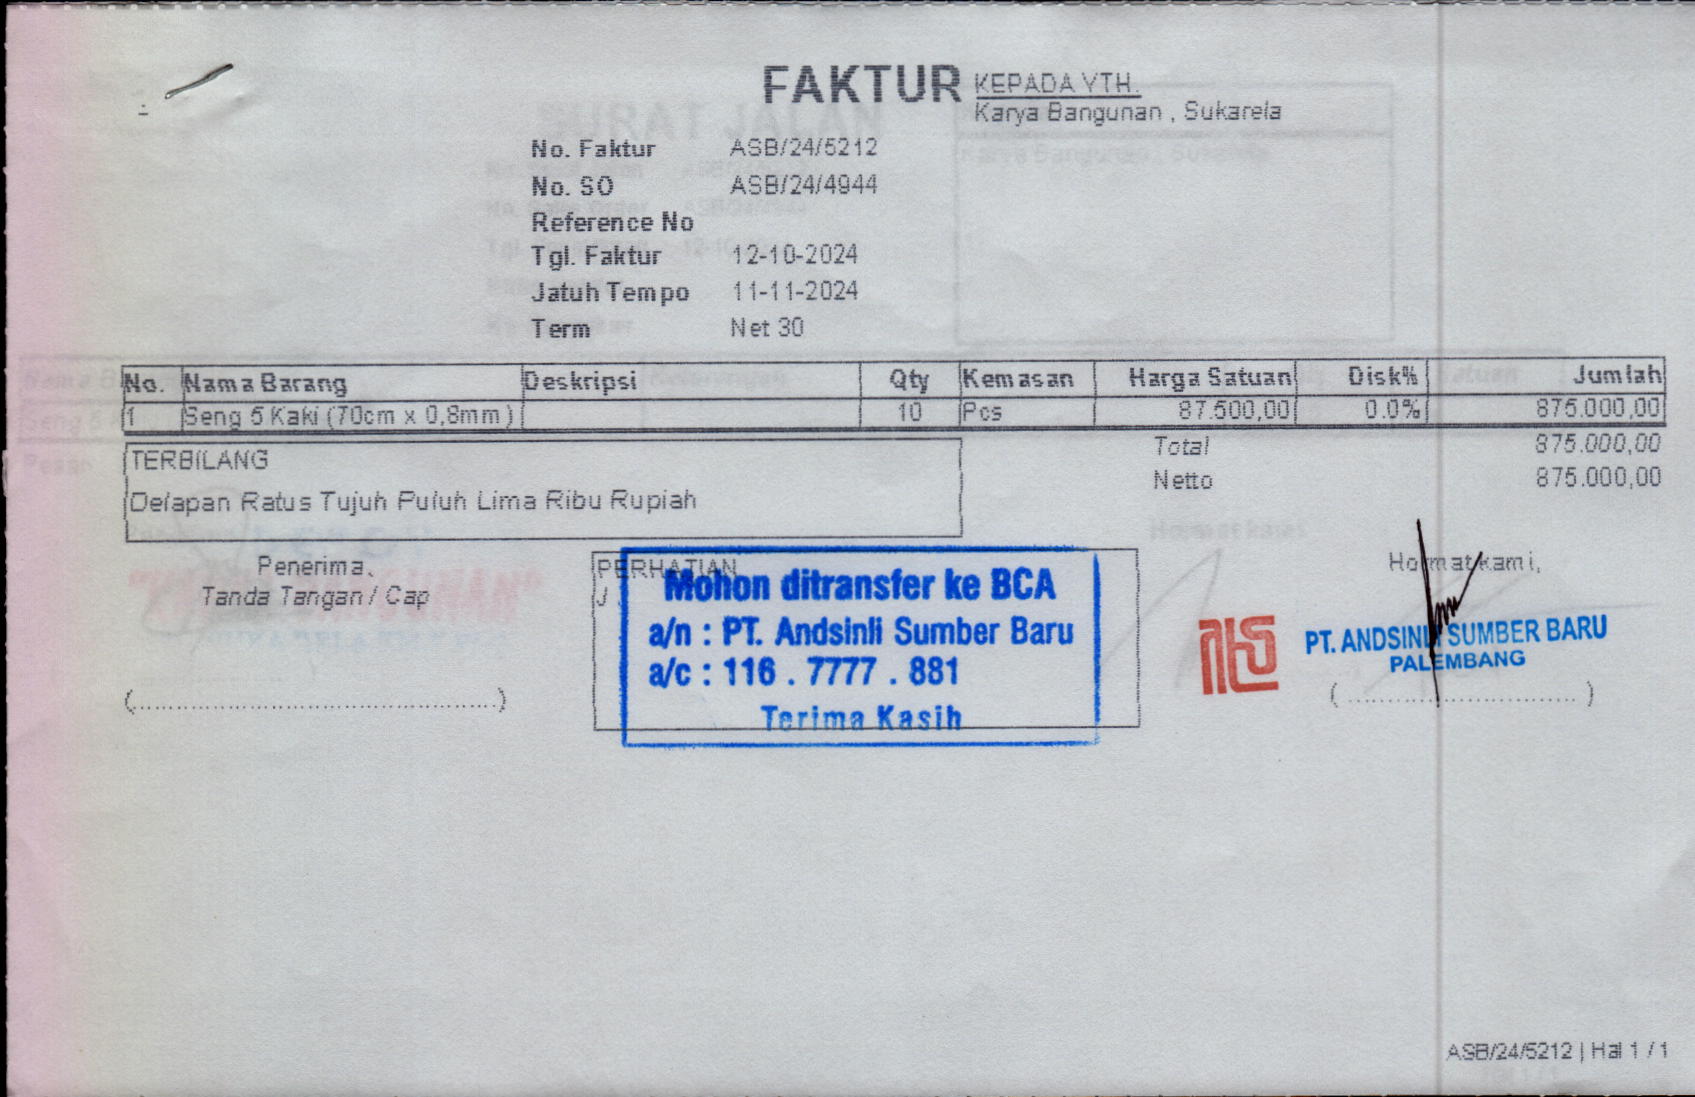 FAKTUR
KEPADA YTH.
Karya Bangunan , Sukarela
No. Faktur ASB/24/5212
No. SO ASB/24/4944
Reference No
Tgl. Faktur 12-10-2024
Jatuh Tempo 11-11-2024
Term Net 30
No. Nama Barang Deskripsi Qty Kemasan Harga Satuan Disk% Jumlah
1 Seng 5 Kaki (70cm x 0,8mm) 10 Pcs 87.500,00 0.0% 875.000,00
Total 875.000,00
TERBILANG
Netto 875.000,00
Delapan Ratus Tujuh Puluh Lima Ribu Rupiah
Penerima,
Tanda Tangan / Cap
(................................................)
PERHATIAN
Mohon ditransfer ke BCA
a/n : PT. Andsinli Sumber Baru
a/c : 116 . 7777 . 881
Terima Kasih
Hormat kami,
PT. ANDSINLI SUMBER BARU
PALEMBANG
(..............................)
ASB/24/5212 | Hal 1 / 1